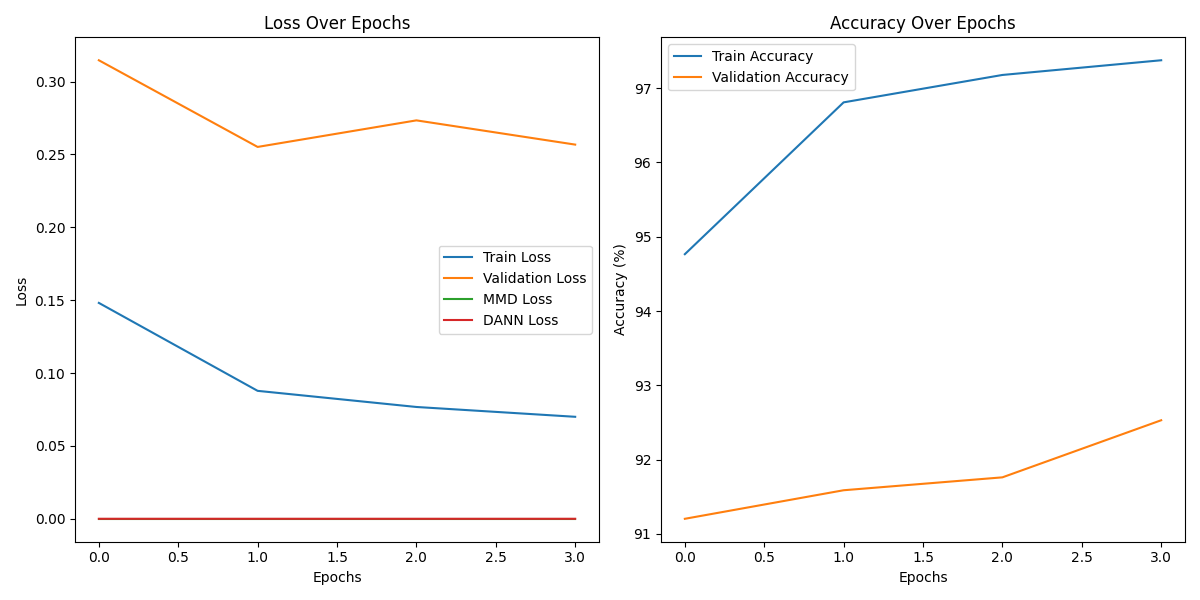 Loss Over Epochs
0.30
0.25
0.20
0.15
0.10
0.05
0.00
Loss
Train Loss
Validation Loss
MMD Loss
DANN Loss
0.0 0.5 1.0 1.5 2.0 2.5 3.0
Epochs
Accuracy Over Epochs
Train Accuracy
Validation Accuracy
97
96
95
94
93
92
91
Accuracy (%)
0.0 0.5 1.0 1.5 2.0 2.5 3.0
Epochs